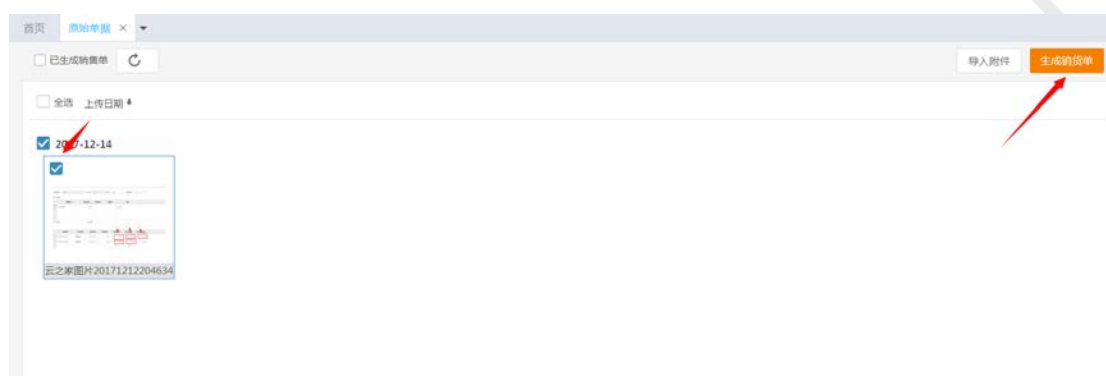 首页 原始单据 ×
已生成销售单
导入附件 生成销货单
全选 上传日期
2017-12-14
云之家图片20171212204634